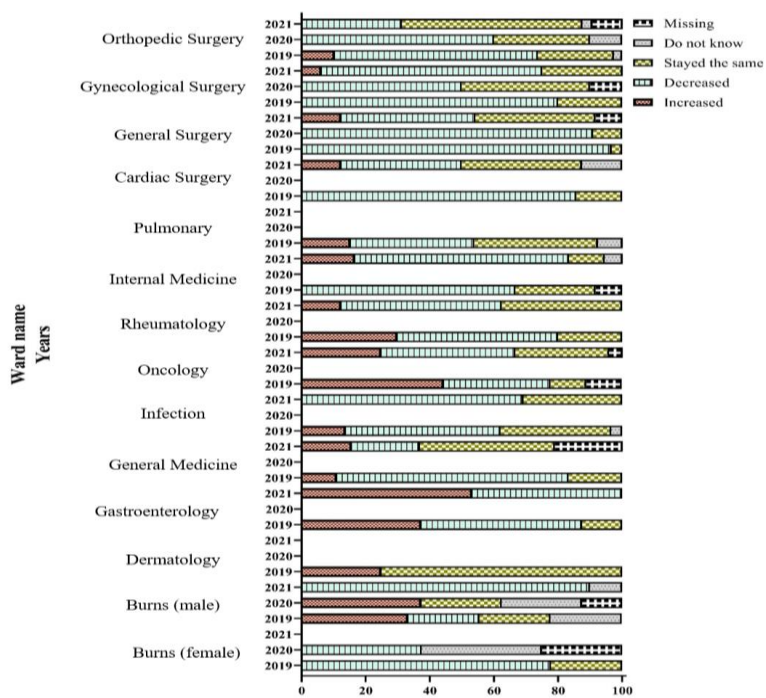 2021
Orthopedic Surgery 2020
2019
2021
Gynecological Surgery 2020
2019
2021
General Surgery 2020
2019
2021
Cardiac Surgery 2020
2019
2021
Pulmonary 2020
2019
2021
Internal Medicine 2020
2019
2021
Rheumatology 2020
2019
2021
Oncology 2020
2019
2021
Infection 2020
2019
2021
General Medicine 2020
2019
2021
Gastroenterology 2020
2019
2021
Dermatology 2020
2019
2021
Burns (male) 2020
2019
2021
Burns (female) 2020
2019
0 20 40 60 80 100
Ward name
Years
Missing
Do not know
Stayed the same
Decreased
Increased